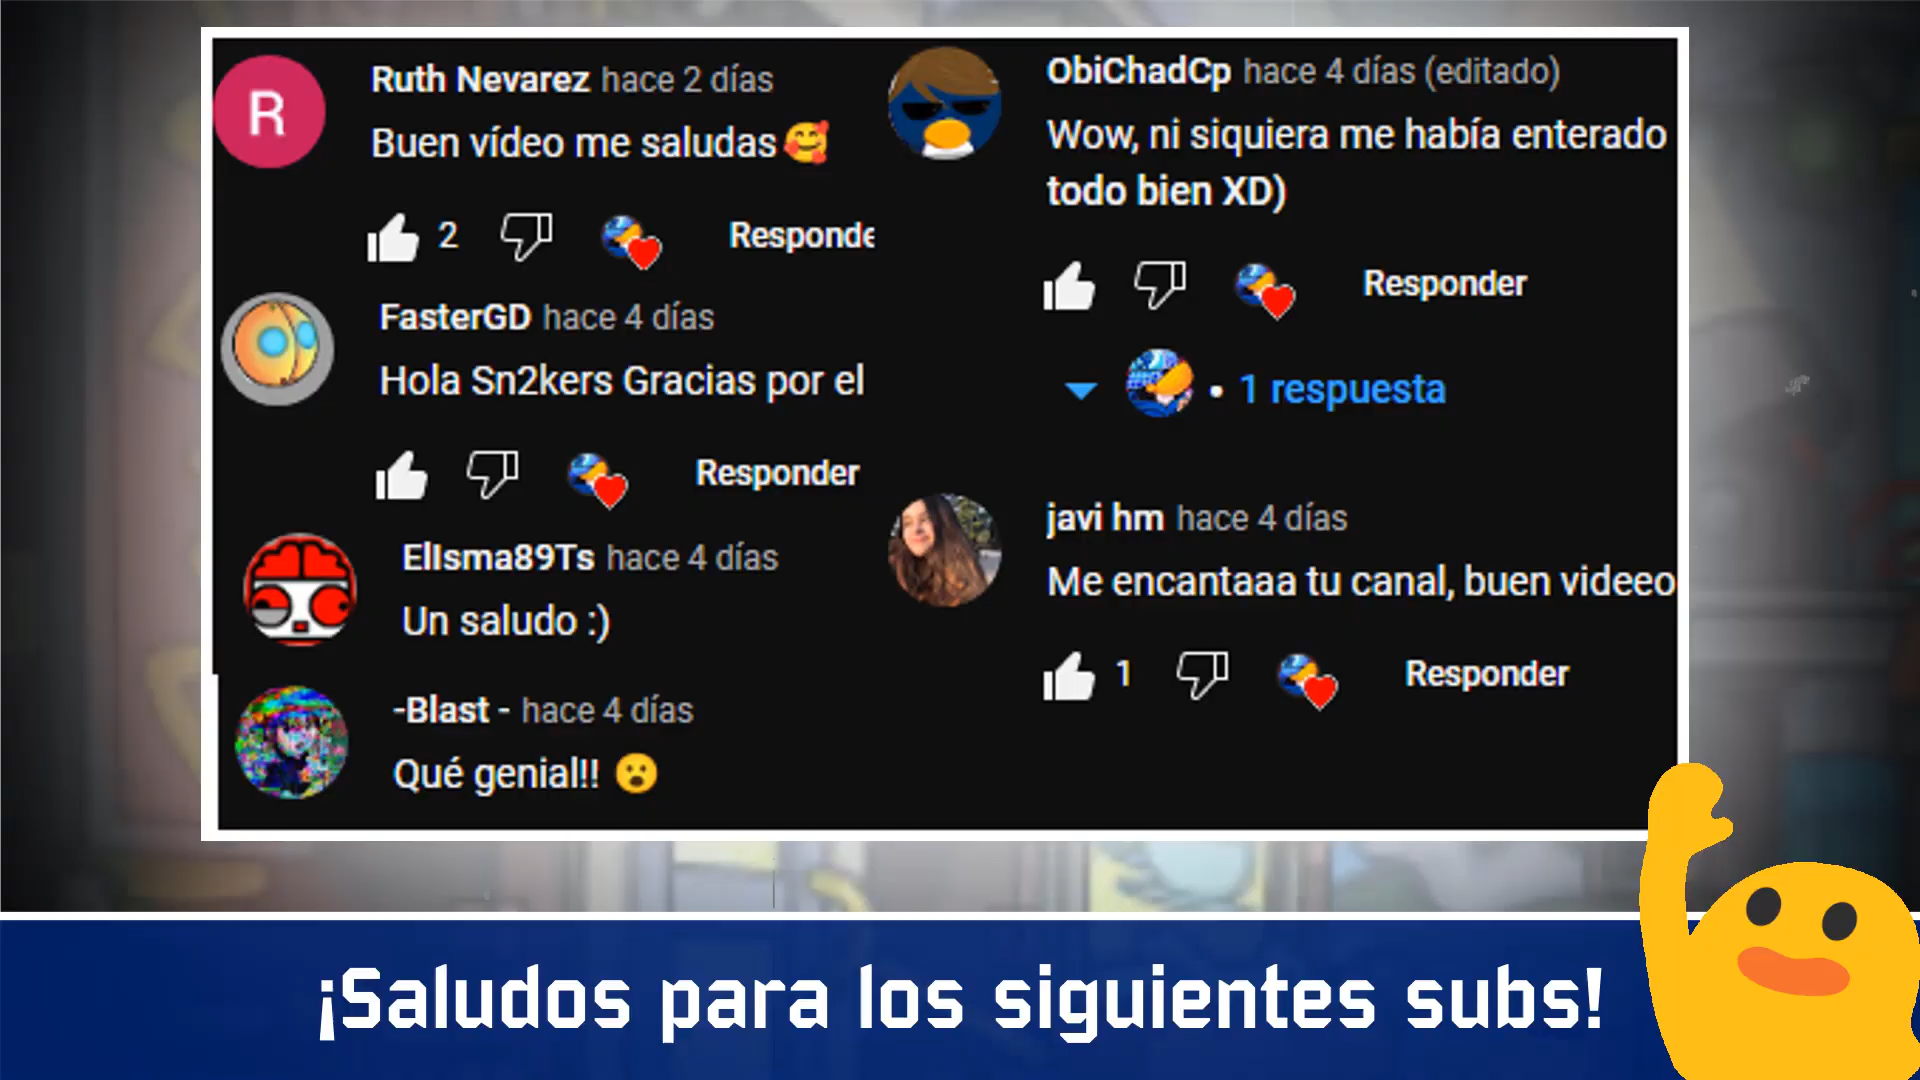 Ruth Nevarez hace 2 días
Buen vídeo me saludas🥰
2 Responde
FasterGD hace 4 días
Hola Sn2kers Gracias por el
Responder
ElIsma89Ts hace 4 días
Un saludo :)
-Blast - hace 4 días
Qué genial!! 😮
ObiChadCp hace 4 días (editado)
Wow, ni siquiera me había enterado
todo bien XD)
Responder
• 1 respuesta
javi hm hace 4 días
Me encantaaa tu canal, buen videeo
1 Responder
¡Saludos para los siguientes subs!